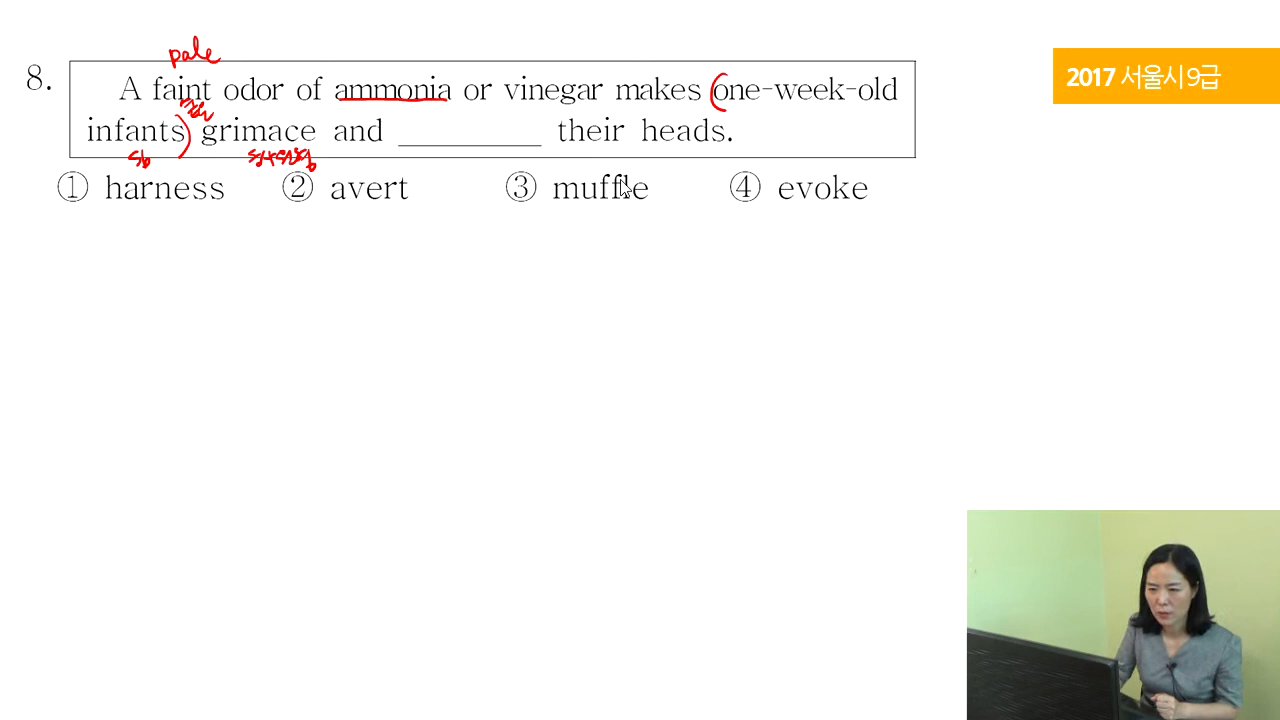 pale
2017 서울시 9급
8. A faint odor of ammonia or vinegar makes (one-week-old
infants) grimace and __________ their heads.
① harness ② avert ③ muffle ④ evoke